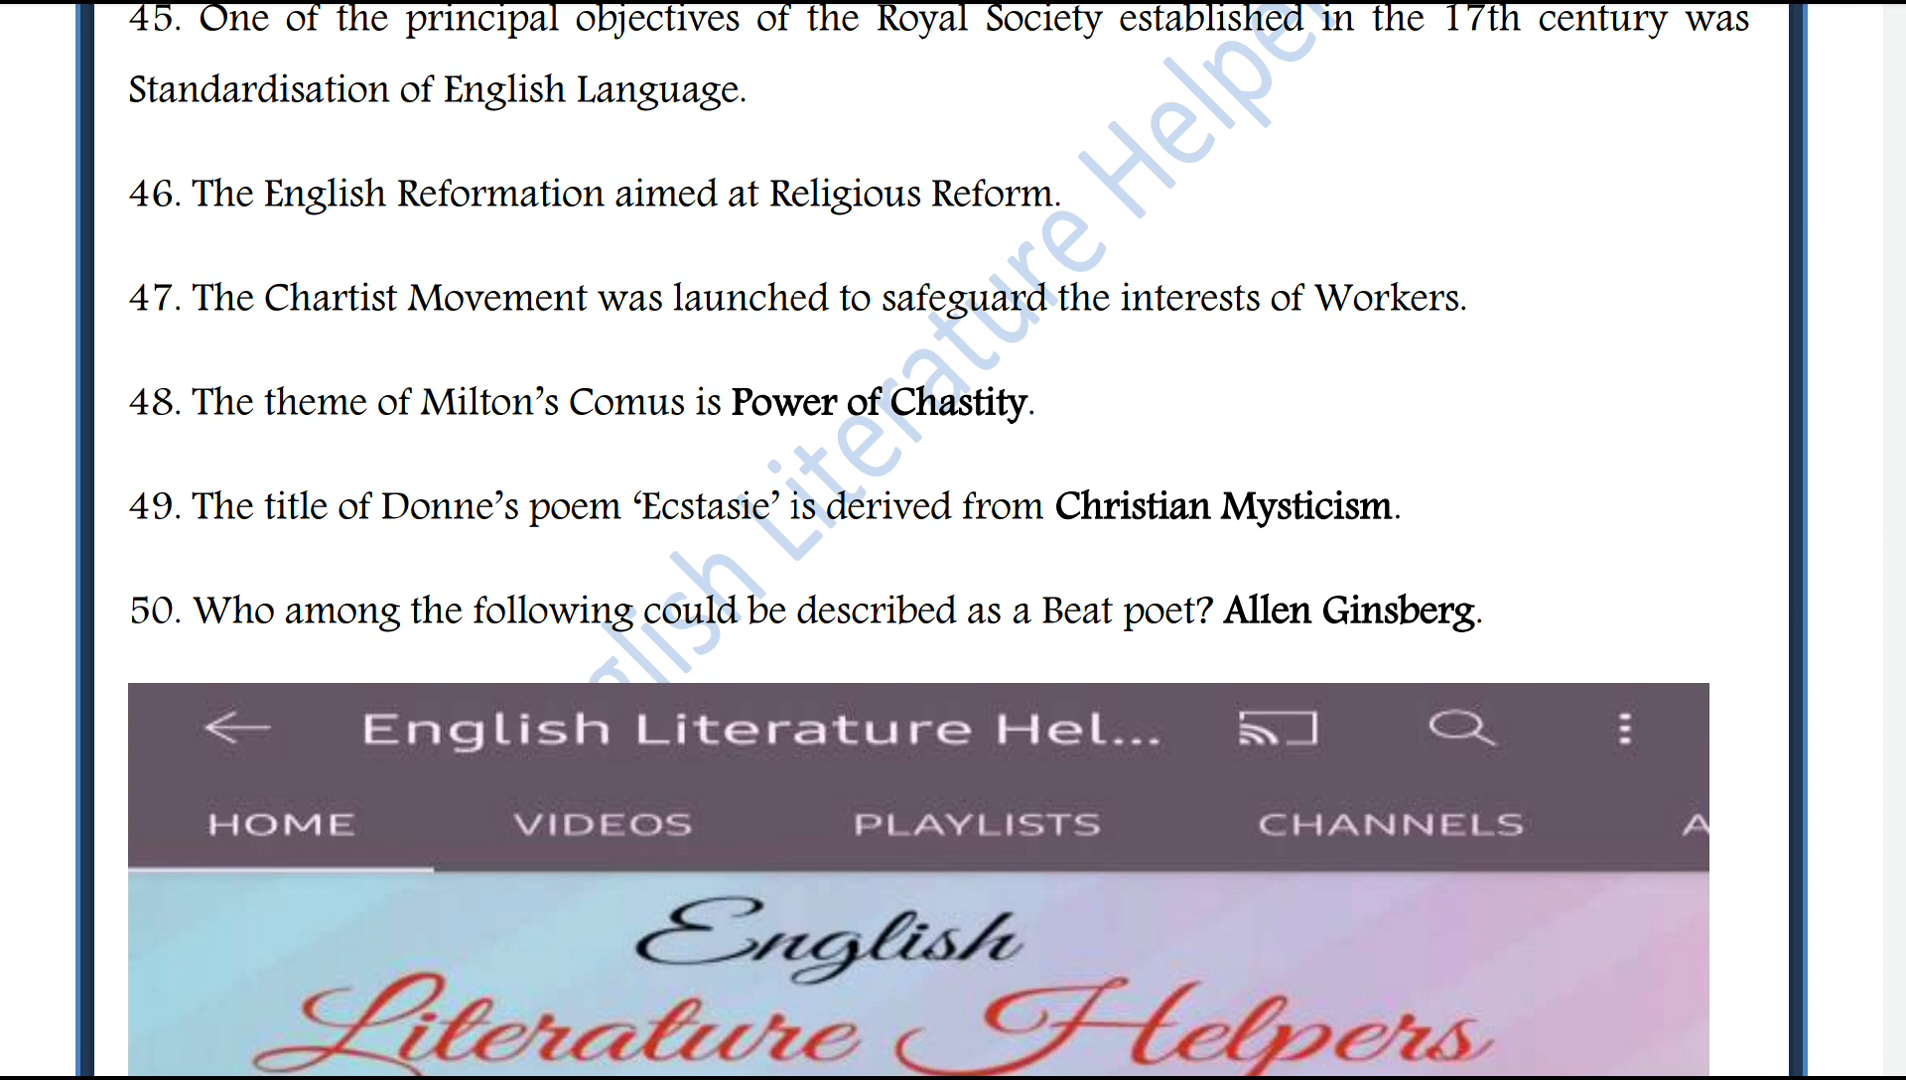 45. One of the principal objectives of the Royal Society established in the 17th century was
Standardisation of English Language.
46. The English Reformation aimed at Religious Reform.
47. The Chartist Movement was launched to safeguard the interests of Workers.
48. The theme of Milton’s Comus is Power of Chastity.
49. The title of Donne’s poem ‘Ecstasie’ is derived from Christian Mysticism.
50. Who among the following could be described as a Beat poet? Allen Ginsberg.
glish Literature Helper
English Literature Hel...
HOME VIDEOS PLAYLISTS CHANNELS A
English
Literature Helpers